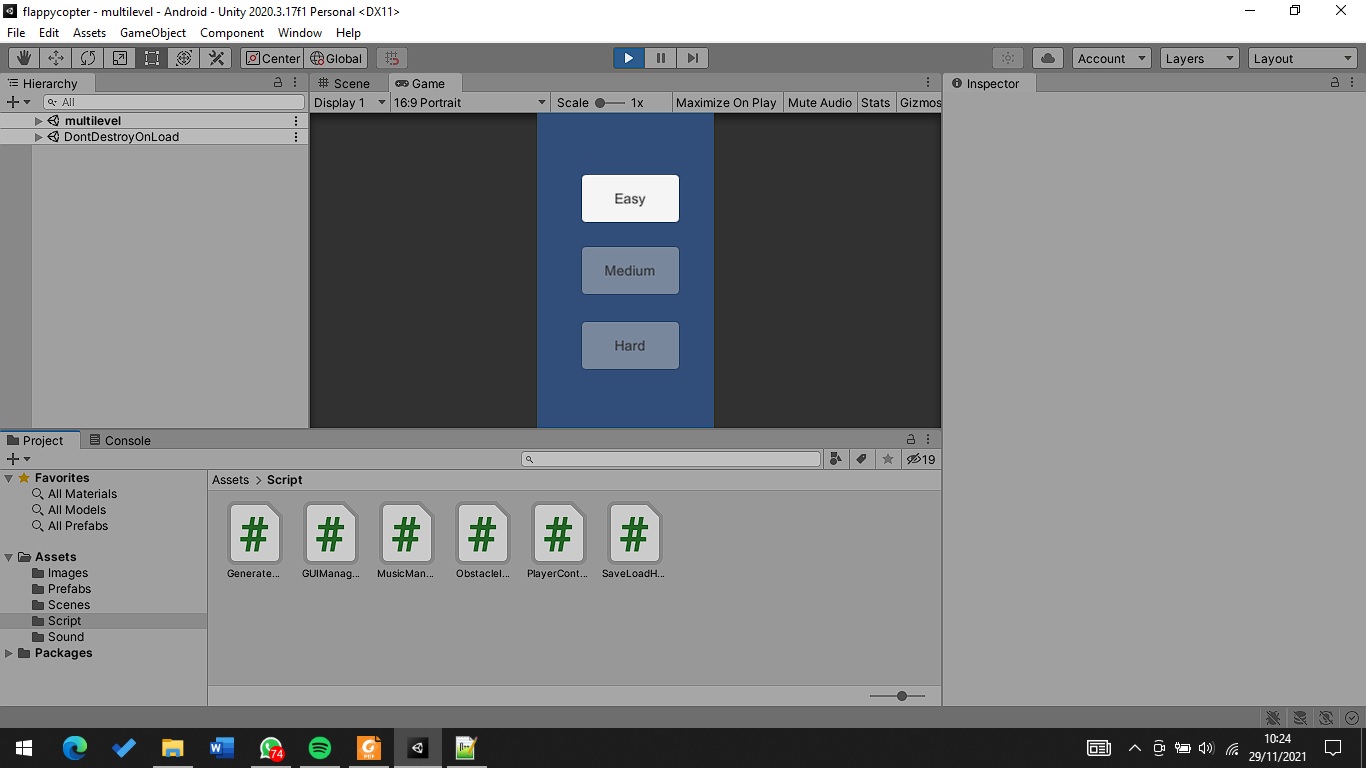 flappycopter - multilevel - Android - Unity 2020.3.17f1 Personal <DX11>
File Edit Assets GameObject Component Window Help
Center Global Account Layers Layout
Hierarchy Scene Game Inspector
All Display 1 16:9 Portrait Scale 1x Maximize On Play Mute Audio Stats Gizmos
multilevel
DontDestroyOnLoad
Easy
Medium
Hard
Project Console
19
Favorites
All Materials
All Models
All Prefabs
Assets
Images
Prefabs
Scenes
Script
Sound
Packages
Assets > Script
Generate... GUIManag... MusicMan... ObstacleI... PlayerCont... SaveLoadH...
74
10:24
29/11/2021